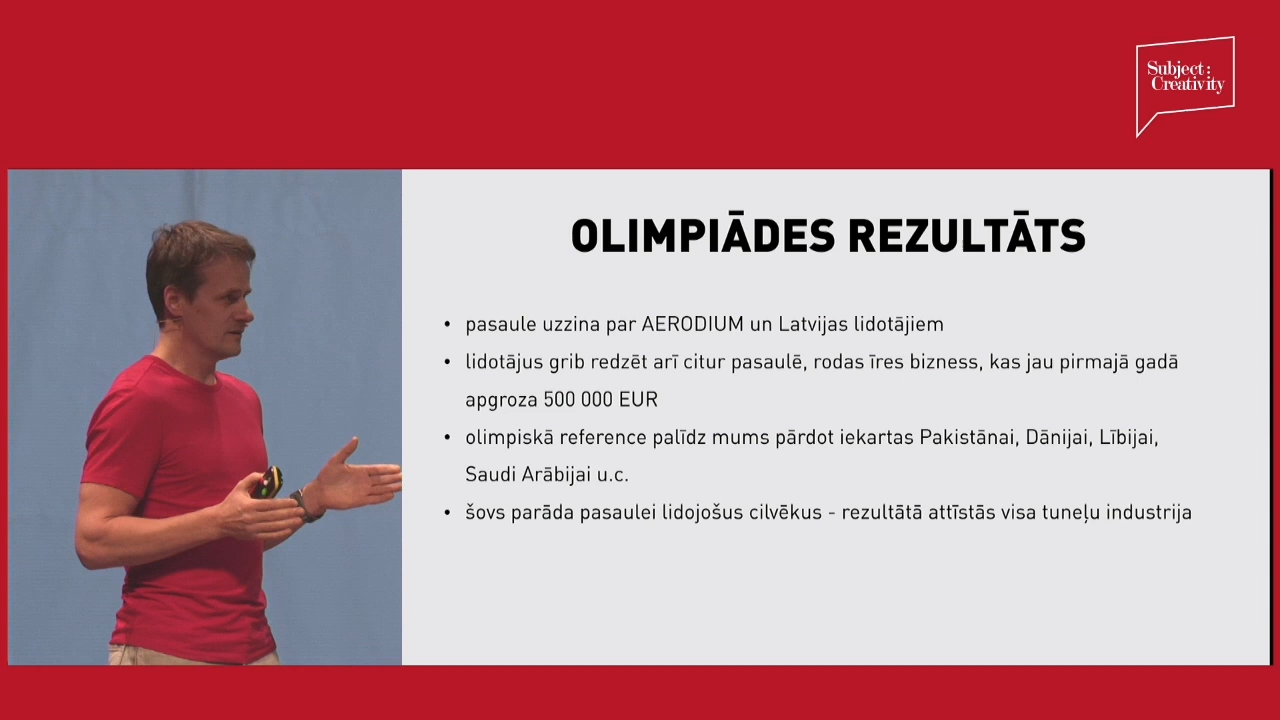 Subject:
Creativity
OLIMPIĀDES REZULTĀTS
• pasaule uzzina par AERODIUM un Latvijas lidotājiem
• lidotājus grib redzēt arī citur pasaulē, rodas īres bizness, kas jau pirmajā gadā
apgroza 500 000 EUR
• olimpiskā reference palīdz mums pārdot iekartas Pakistānai, Dānijai, Lībijai,
Saudi Arābijai u.c.
• šovs parāda pasaulei lidojošus cilvēkus - rezultātā attīstās visa tuneļu industrija